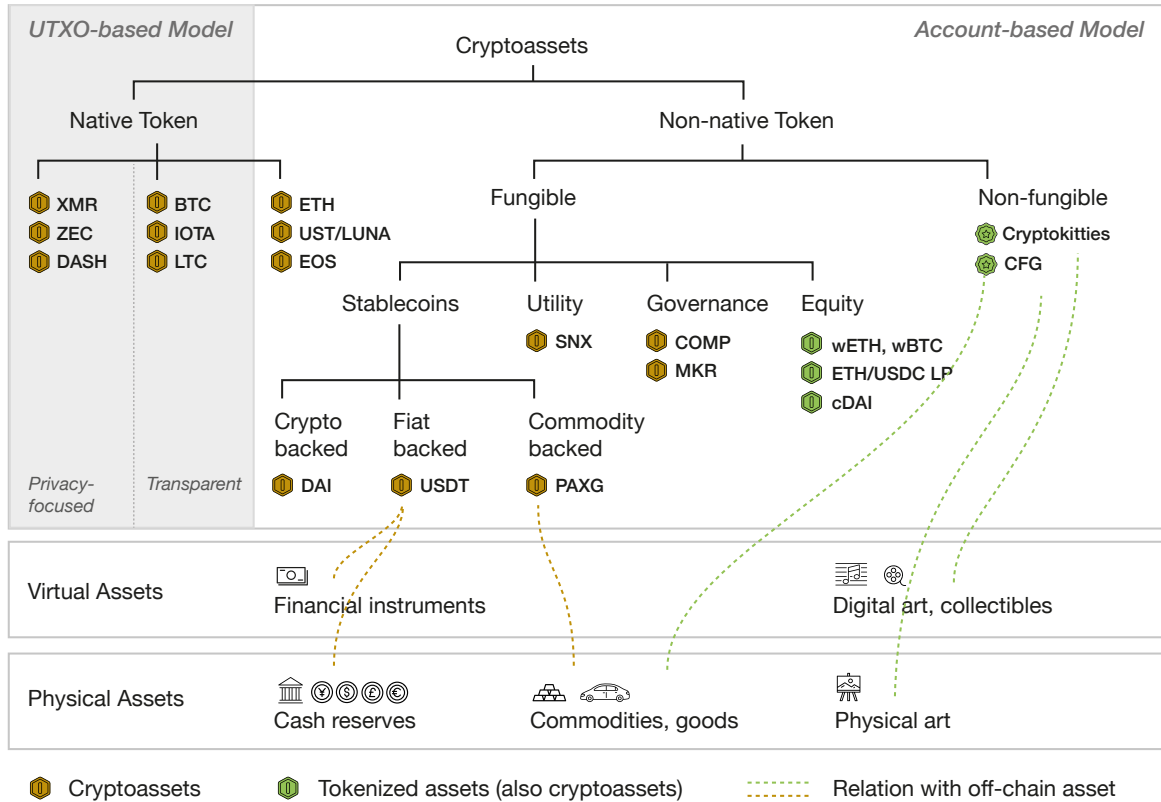 UTXO-based Model
Account-based Model
Cryptoassets
Native Token
Non-native Token
XMR
ZEC
DASH
BTC
IOTA
LTC
ETH
UST/LUNA
EOS
Fungible
Non-fungible
Cryptokitties
CFG
Stablecoins
Utility
Governance
Equity
SNX
COMP
MKR
wETH, wBTC
ETH/USDC LP
cDAI
Crypto
backed
Fiat
backed
Commodity
backed
DAI
USDT
PAXG
Privacy-
focused
Transparent
Virtual Assets
Financial instruments
Digital art, collectibles
Physical Assets
¥ $ £ €
Cash reserves
Commodities, goods
Physical art
Cryptoassets
Tokenized assets (also cryptoassets)
Relation with off-chain asset